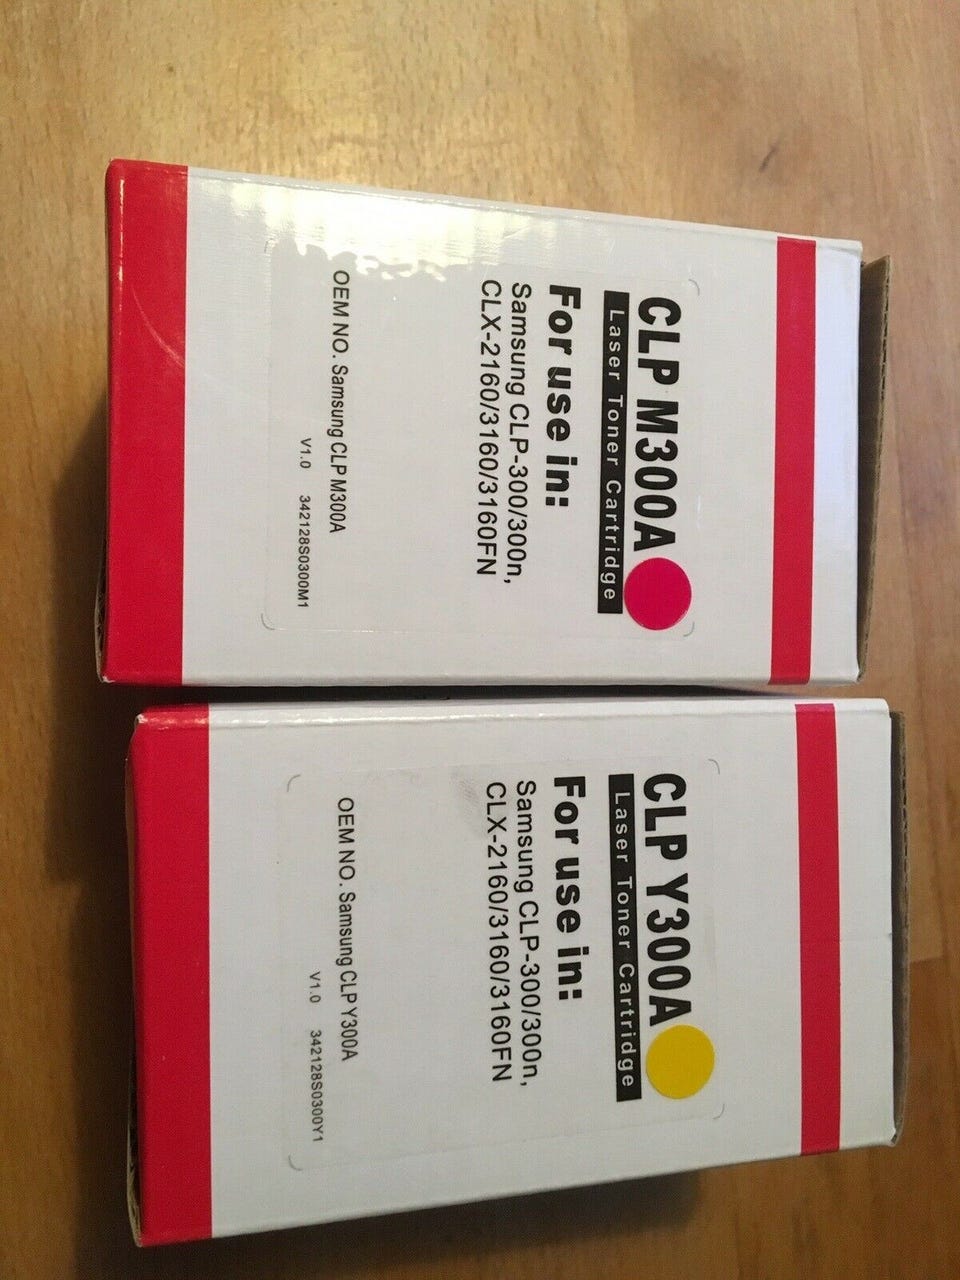 CLP M300A
Laser Toner Cartridge
For use in:
Samsung CLP-300/300n,
CLX-2160/3160/3160FN
OEM NO. Samsung CLP M300A
V1.0 342128S0300M1
CLP Y300A
Laser Toner Cartridge
For use in:
Samsung CLP-300/300n,
CLX-2160/3160/3160FN
OEM NO. Samsung CLP Y300A
V1.0 342128S0300Y1